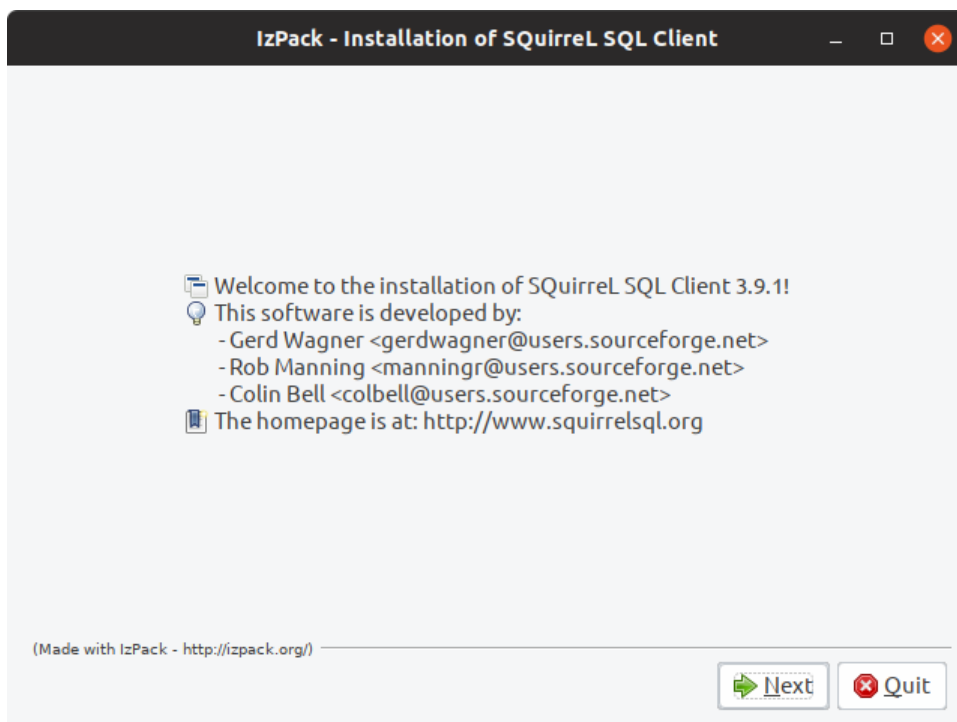 IzPack - Installation of SQuirreL SQL Client
Welcome to the installation of SQuirreL SQL Client 3.9.1!
This software is developed by:
- Gerd Wagner <gerdwagner@users.sourceforge.net>
- Rob Manning <manningr@users.sourceforge.net>
- Colin Bell <colbell@users.sourceforge.net>
The homepage is at: http://www.squirrelsql.org
(Made with IzPack - http://izpack.org/)
Next
Quit